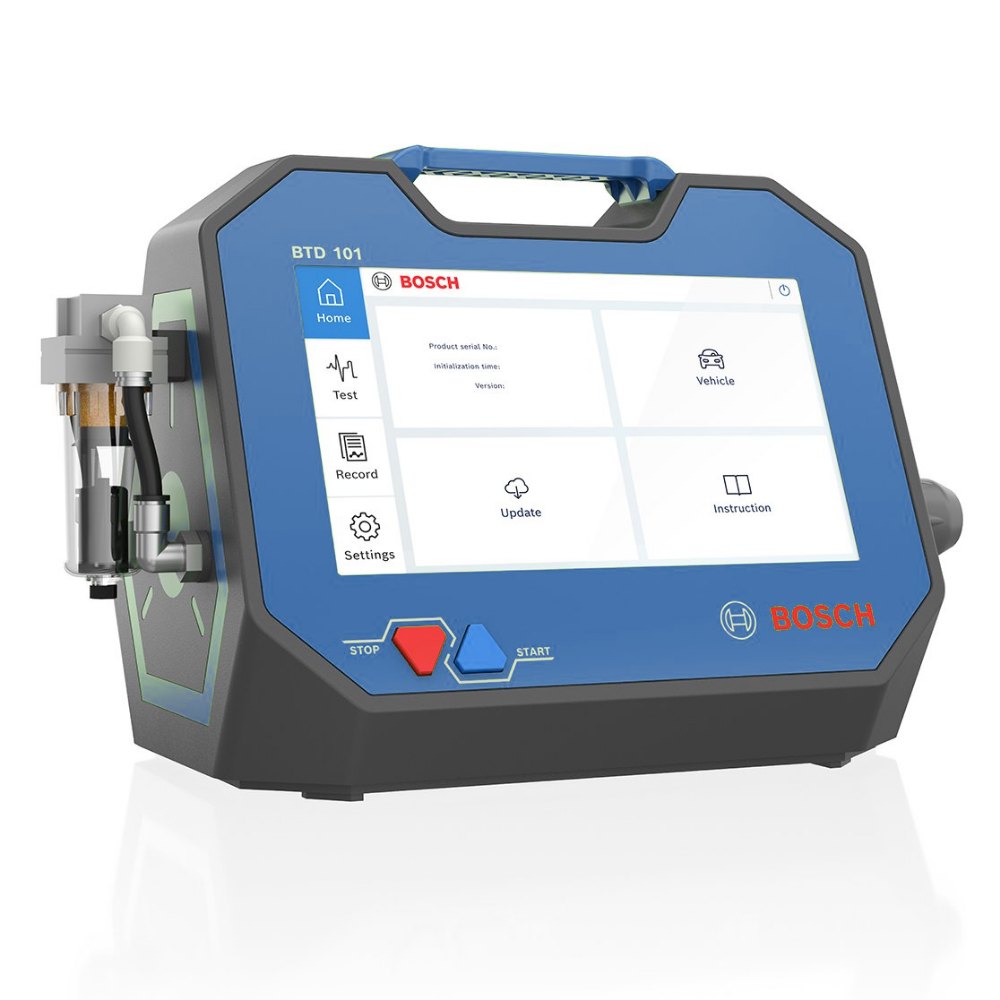 BTD 101
BOSCH
Home
Test
Record
Settings
Product serial No.:
Initialization time:
Version:
Vehicle
Update
Instruction
BOSCH
STOP
START